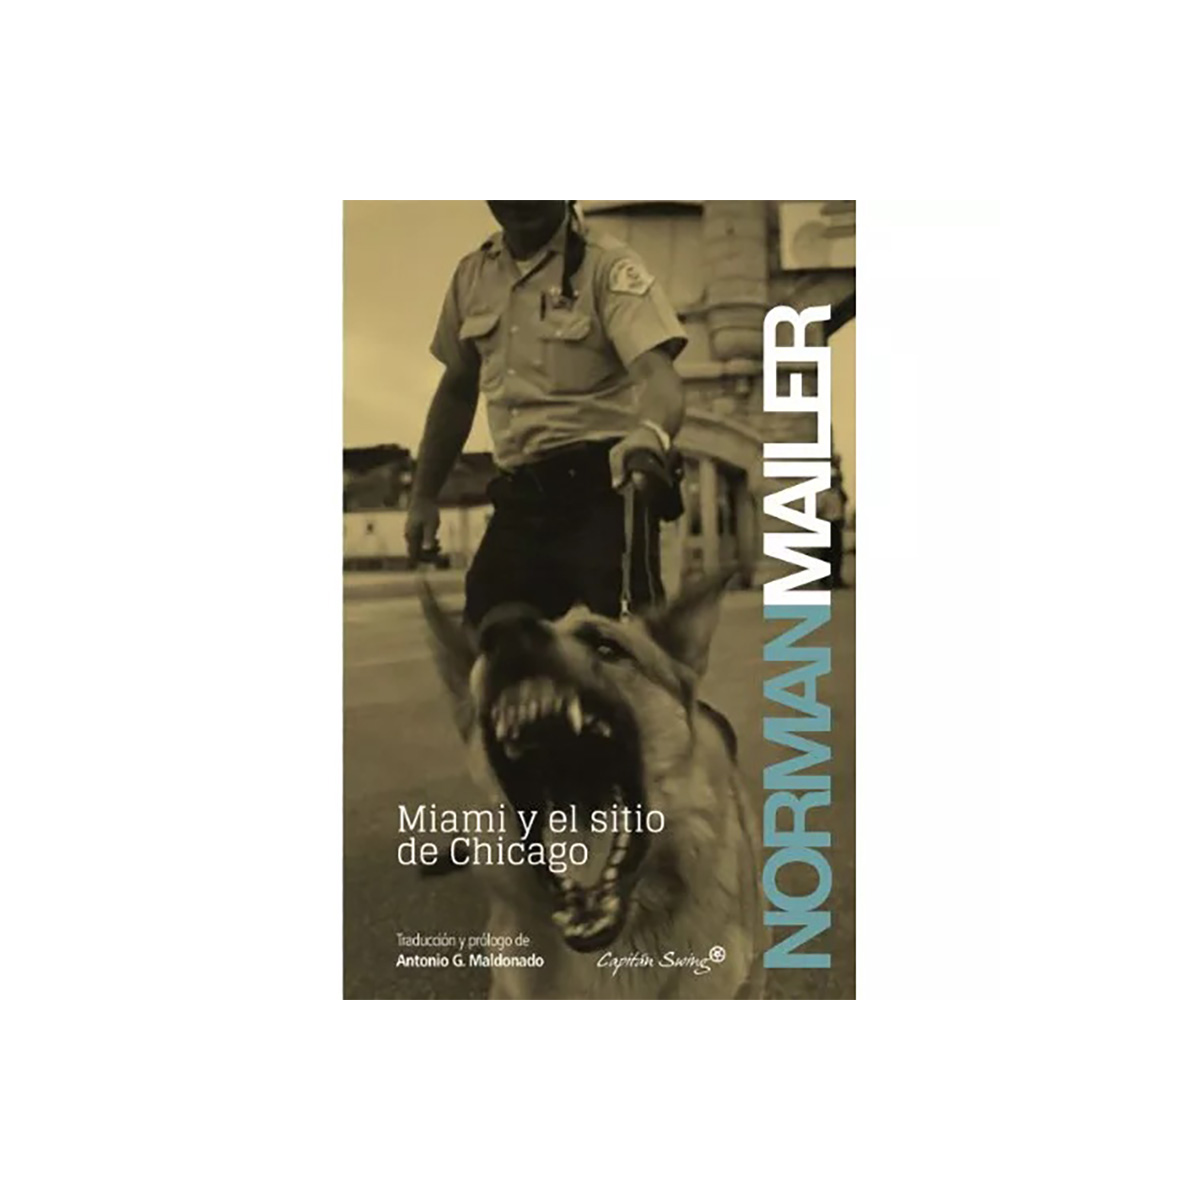 NORMAN MAILER
Miami y el sitio
de Chicago
Traducción y prólogo de
Antonio G. Maldonado
Capitán Swing